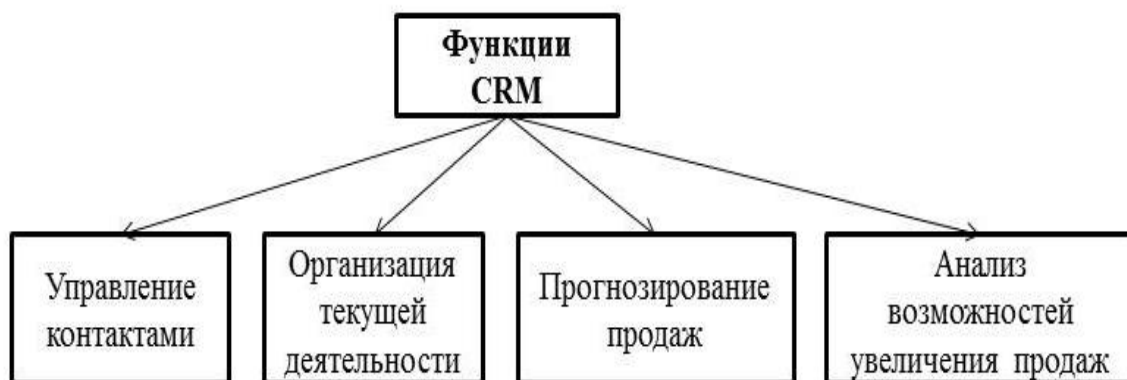 Функции
CRM
Управление
контактами
Организация
текущей
деятельности
Прогнозирование
продаж
Анализ
возможностей
увеличения продаж